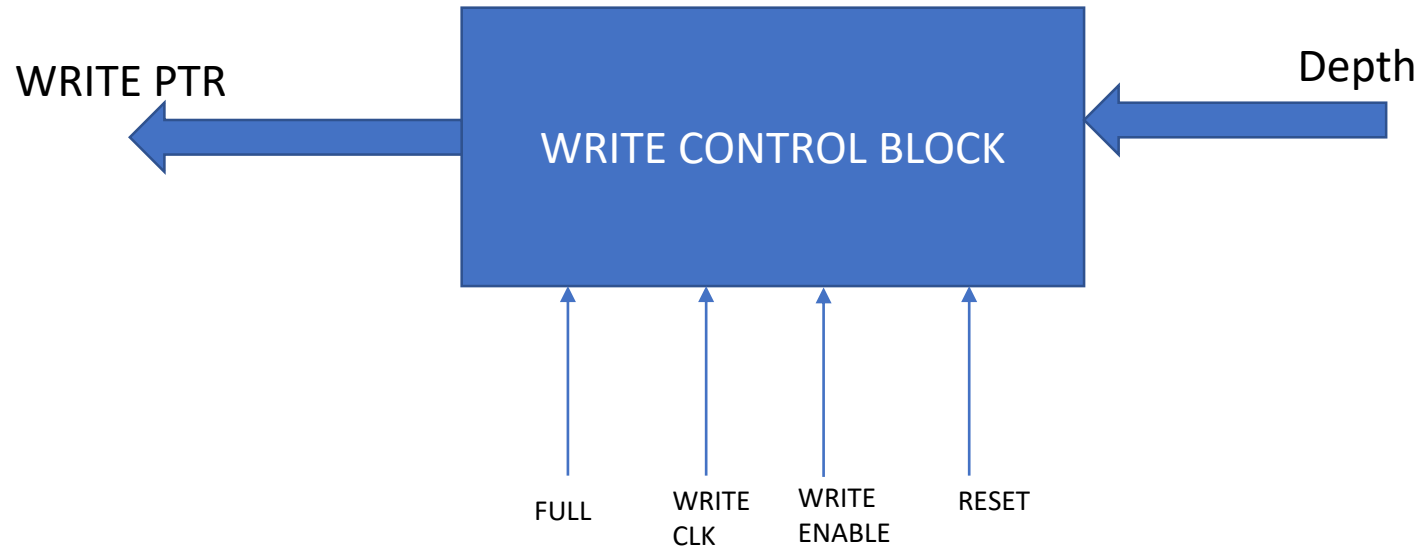 WRITE PTR
Depth
WRITE CONTROL BLOCK
FULL
WRITE
CLK
WRITE
ENABLE
RESET